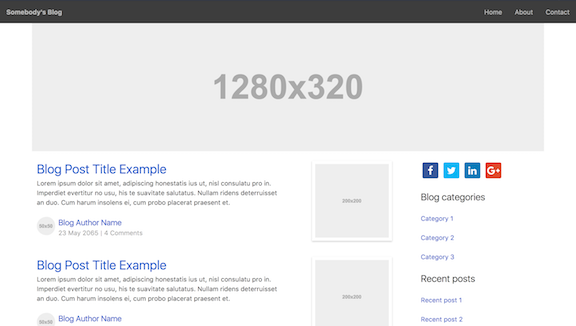 Somebody's Blog
Home About Contact
1280x320
Blog Post Title Example
Lorem ipsum dolor sit amet, adipiscing honestatis ius ut, nisl consulatu pro in.
Imperdiet evertitur no usu, his te suavitate salutatus. Nullam ridens deterruisset
an duo. Cum harum insolens ei, cum probo placerat praesent et.
50x50
Blog Author Name
23 May 2065 | 4 Comments
200x200
Blog Post Title Example
Lorem ipsum dolor sit amet, adipiscing honestatis ius ut, nisl consulatu pro in.
Imperdiet evertitur no usu, his te suavitate salutatus. Nullam ridens deterruisset
an duo. Cum harum insolens ei, cum probo placerat praesent et.
50x50
Blog Author Name
200x200
f
in
G+
Blog categories
Category 1
Category 2
Category 3
Recent posts
Recent post 1
Recent post 2